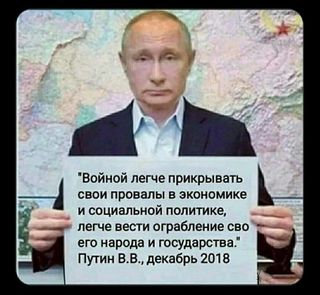 "Войной легче прикрывать
свои провалы в экономике
и социальной политике,
легче вести ограбление сво
его народа и государства."
Путин В.В., декабрь 2018